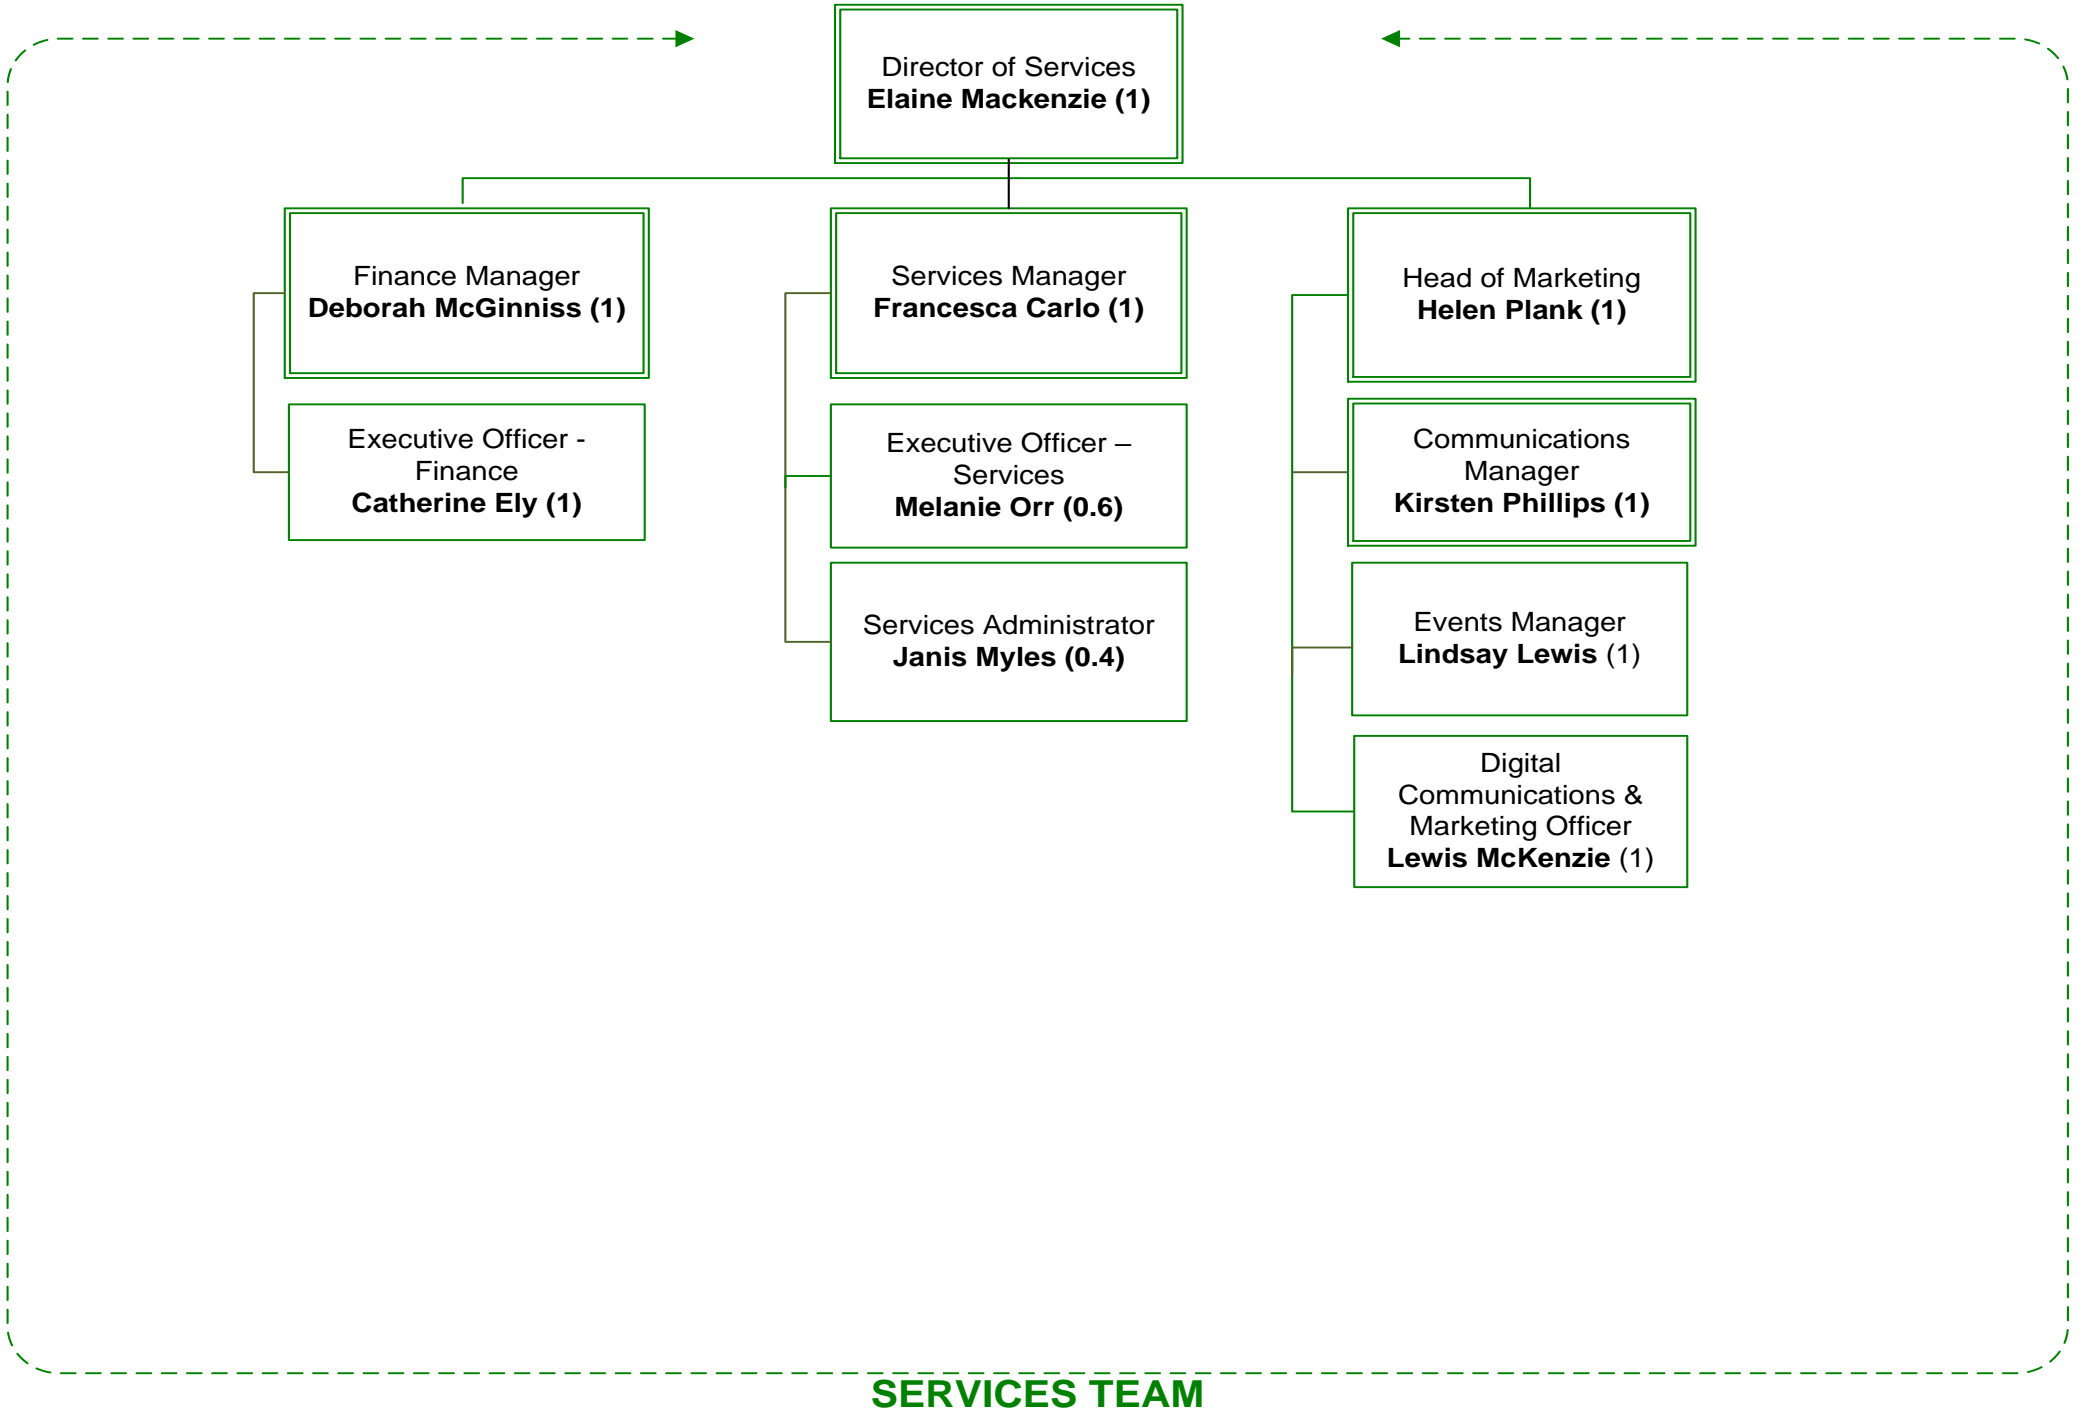 Director of Services
Elaine Mackenzie (1)
Finance Manager
Deborah McGinniss (1)
Executive Officer -
Finance
Catherine Ely (1)
Services Manager
Francesca Carlo (1)
Executive Officer –
Services
Melanie Orr (0.6)
Services Administrator
Janis Myles (0.4)
Head of Marketing
Helen Plank (1)
Communications
Manager
Kirsten Phillips (1)
Events Manager
Lindsay Lewis (1)
Digital
Communications &
Marketing Officer
Lewis McKenzie (1)
SERVICES TEAM